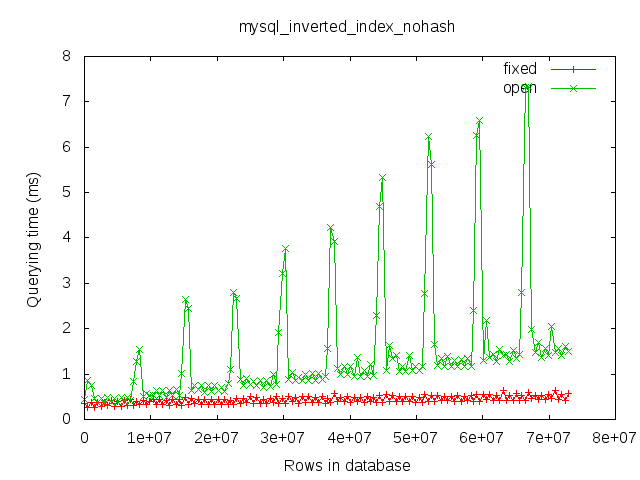 mysql_inverted_index_nohash
8
7
6
5
4
3
2
1
0
Querying time (ms)
fixed
open
0 1e+07 2e+07 3e+07 4e+07 5e+07 6e+07 7e+07 8e+07
Rows in database